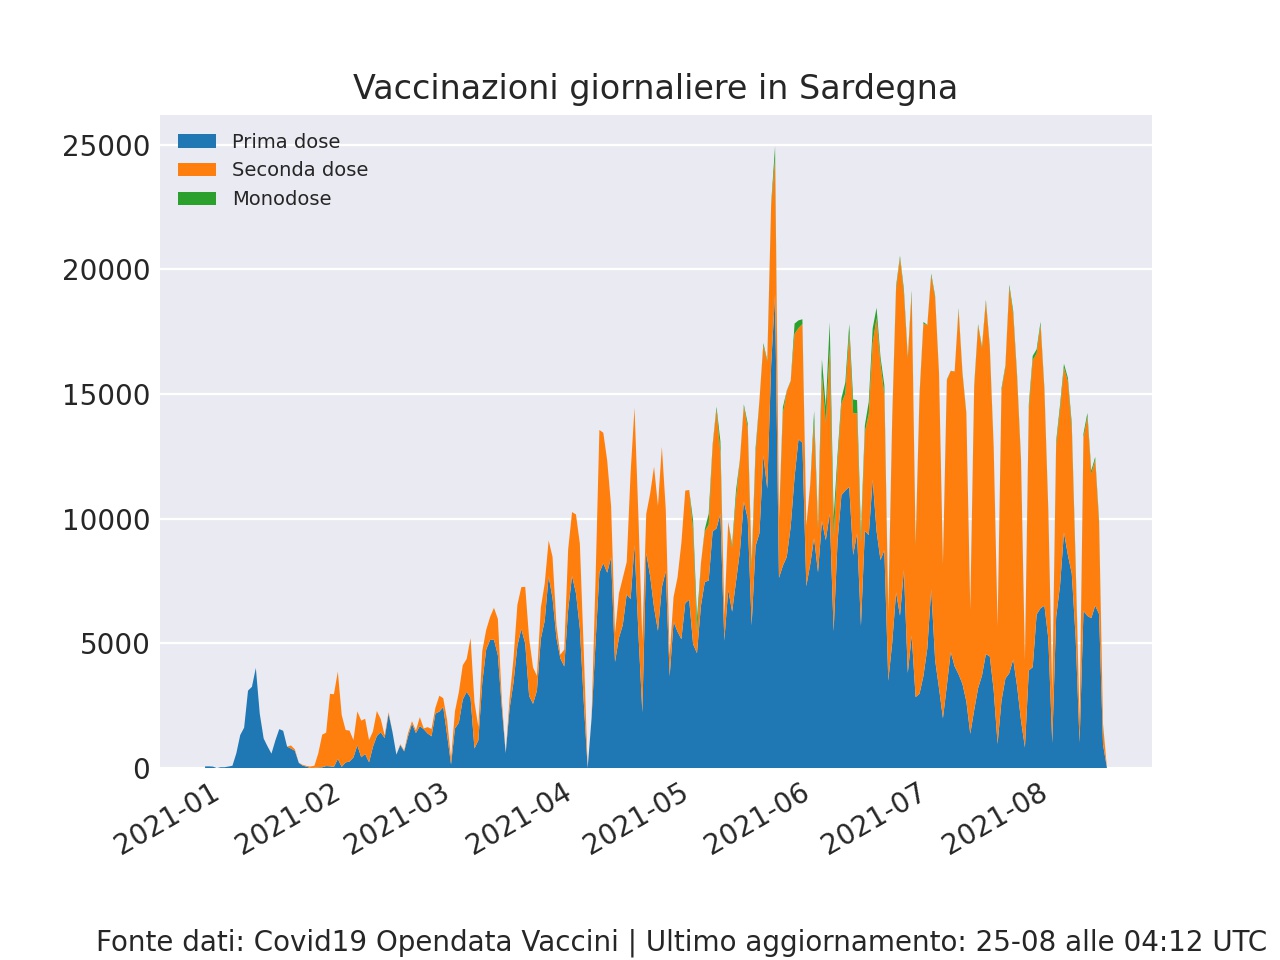 Vaccinazioni giornaliere in Sardegna
Prima dose
Seconda dose
Monodose
25000
20000
15000
10000
5000
0
2021-01
2021-02
2021-03
2021-04
2021-05
2021-06
2021-07
2021-08
Fonte dati: Covid19 Opendata Vaccini | Ultimo aggiornamento: 25-08 alle 04:12 UTC